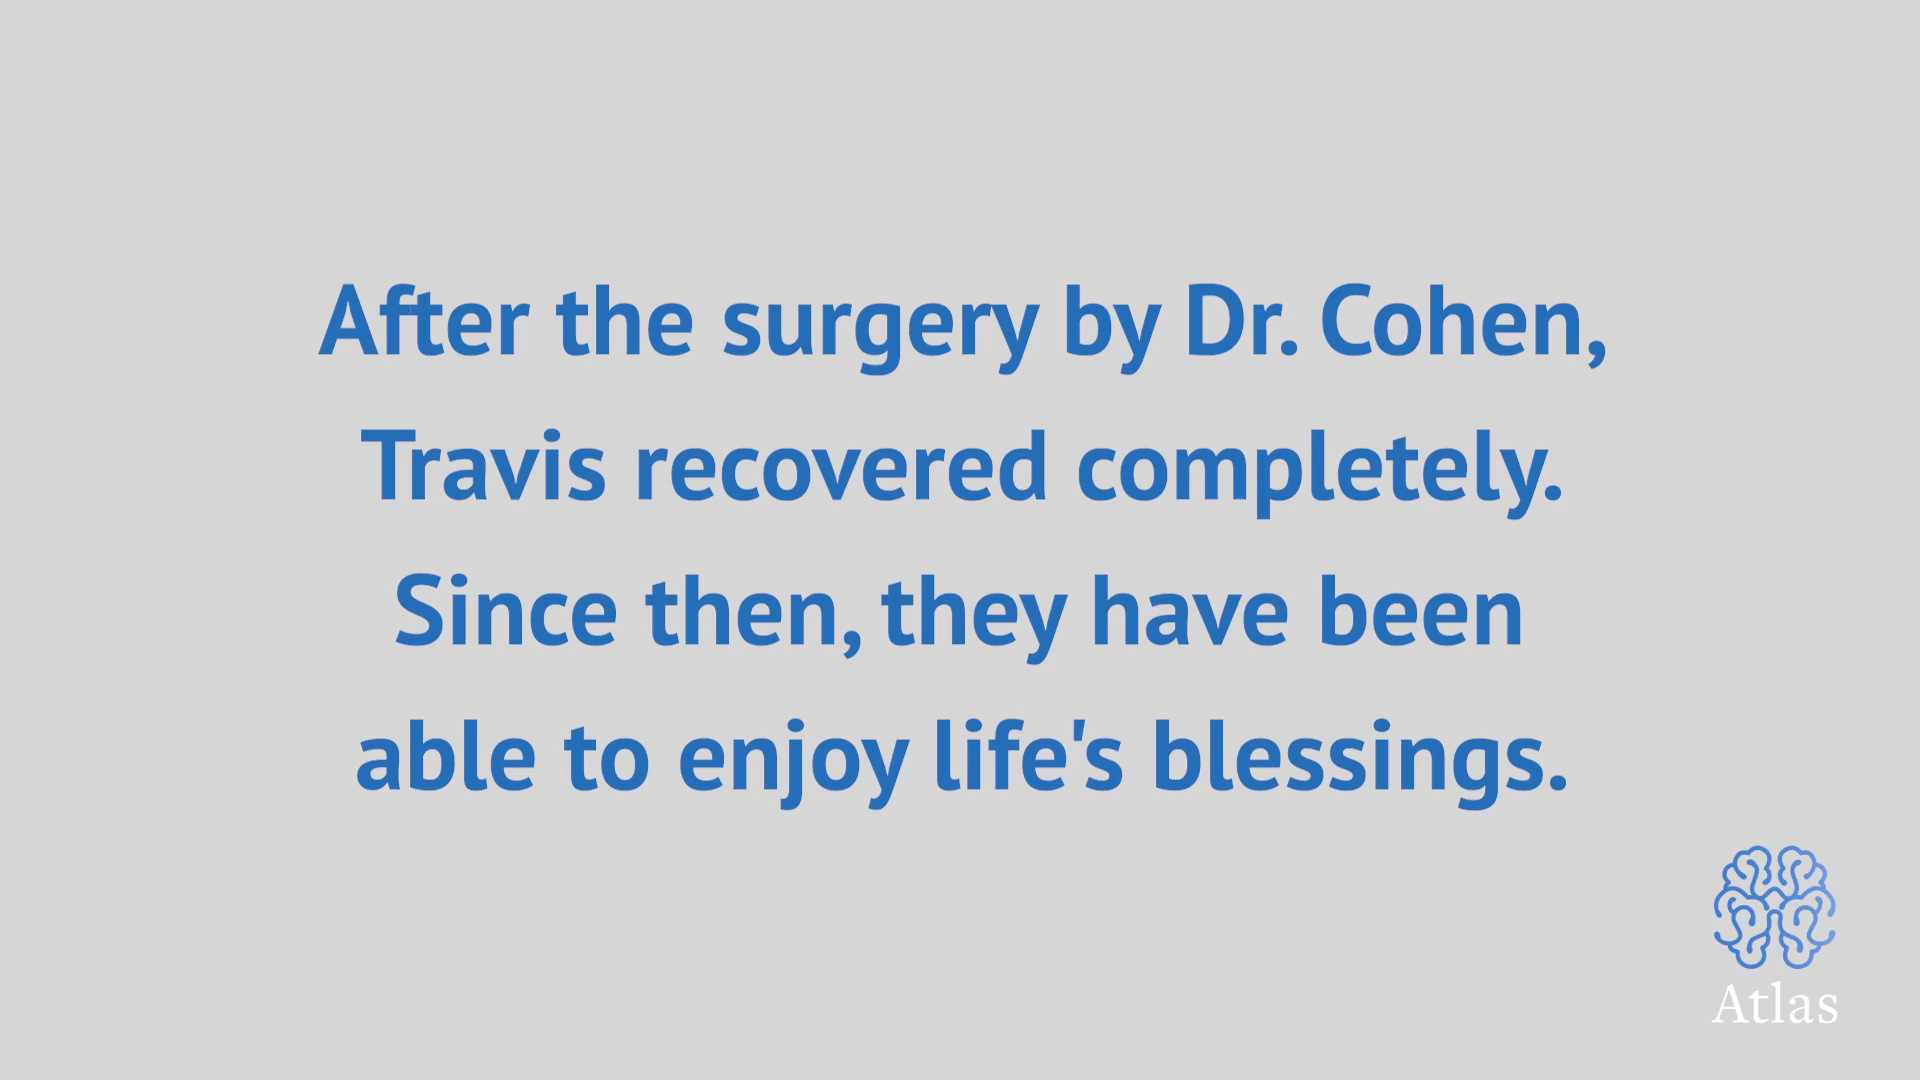 After the surgery by Dr. Cohen,
Travis recovered completely.
Since then, they have been
able to enjoy life's blessings.
Atlas